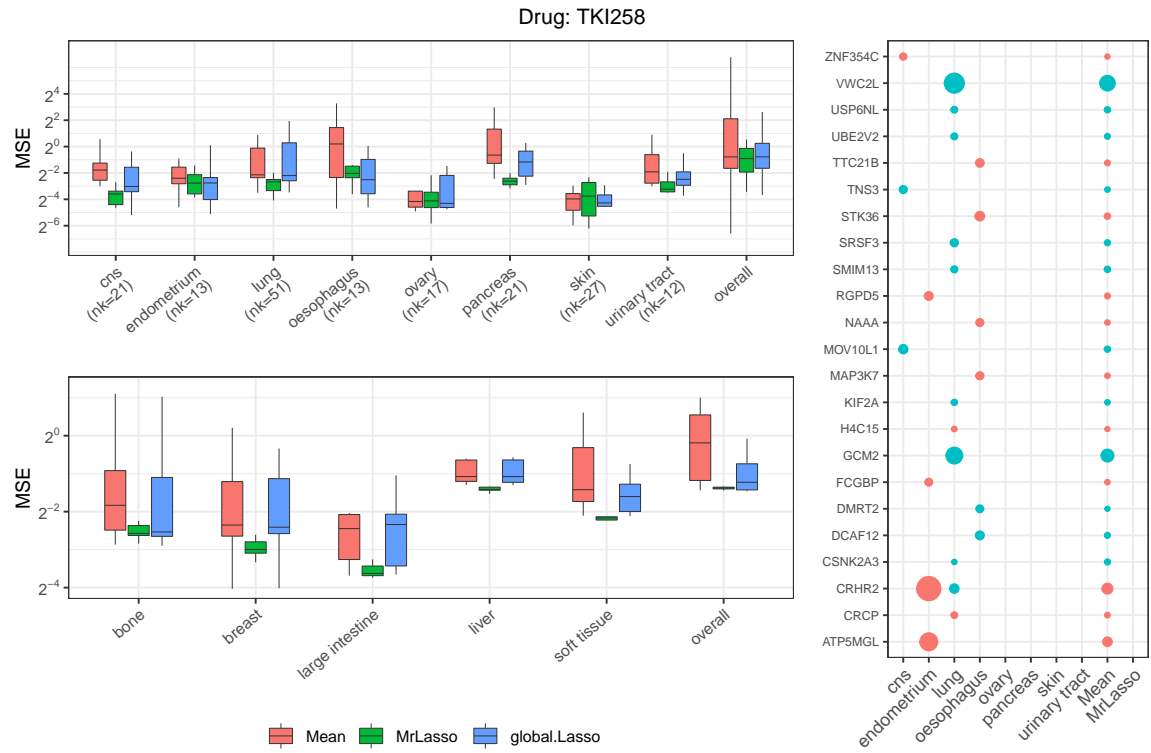 Drug: TKI258
MSE
2^4
2^2
2^0
2^−2
2^−4
2^−6
cns
(nk=21)
endometrium
(nk=13)
lung
(nk=51)
oesophagus
(nk=13)
ovary
(nk=17)
pancreas
(nk=21)
skin
(nk=27)
urinary tract
(nk=12)
overall
MSE
2^0
2^−2
2^−4
bone
breast
large intestine
liver
soft tissue
overall
Mean
MrLasso
global.Lasso
ZNF354C
VWC2L
USP6NL
UBE2V2
TTC21B
TNS3
STK36
SRSF3
SMIM13
RGPD5
NAAA
MOV10L1
MAP3K7
KIF2A
H4C15
GCM2
FCGBP
DMRT2
DCAF12
CSNK2A3
CRHR2
CRCP
ATP5MGL
cns
endometrium
lung
oesophagus
ovary
pancreas
skin
urinary tract
Mean
MrLasso